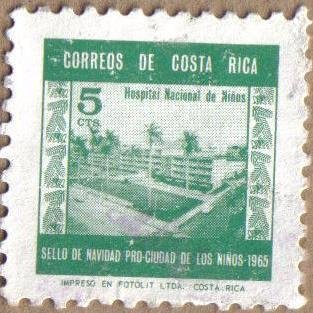 CORREOS DE COSTA RICA
Hospital Nacional de Niños
5
CTS.
SELLO DE NAVIDAD PRO-CIUDAD DE LOS NIÑOS-1965
IMPRESO EN FOTOLIT LTDA. COSTA RICA